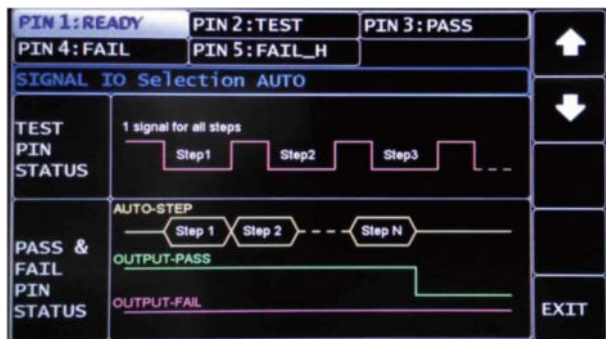 PIN 1:READY PIN 2:TEST PIN 3:PASS
PIN 4:FAIL PIN 5:FAIL_H
SIGNAL IO Selection AUTO
TEST
PIN
STATUS
1 signal for all steps
Step1 Step2 Step3
PASS &
FAIL
PIN
STATUS
AUTO-STEP
Step 1 Step 2 Step N
OUTPUT-PASS
OUTPUT-FAIL
EXIT